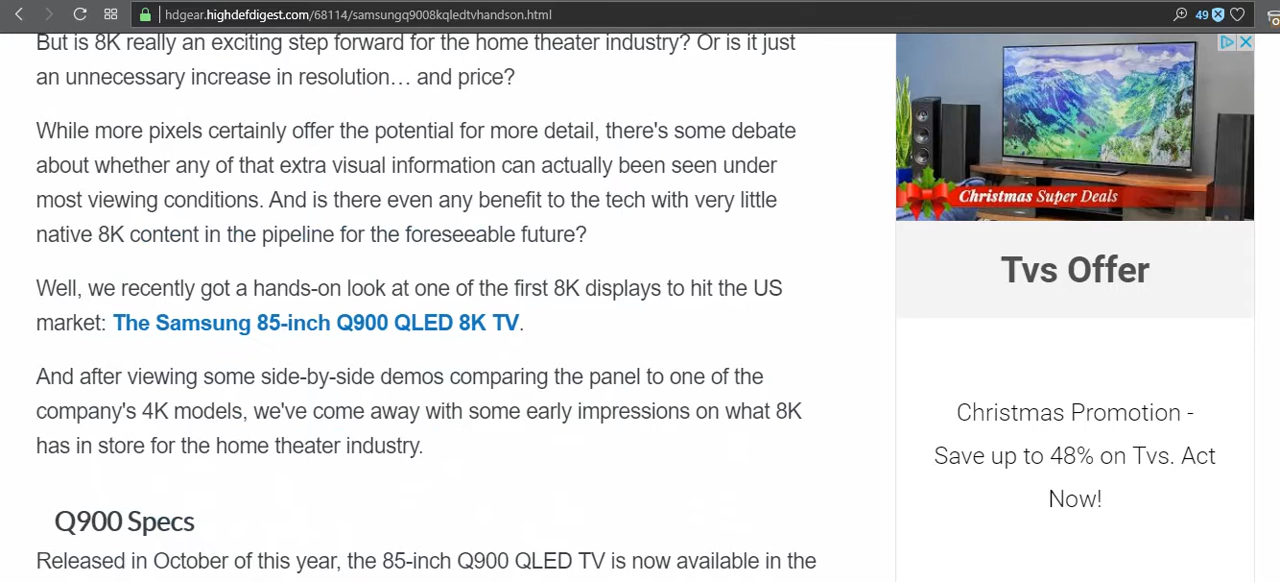 hdgear.highdefdigest.com/68114/samsungq9008kqledtvhandson.html
49
But is 8K really an exciting step forward for the home theater industry? Or is it just
an unnecessary increase in resolution… and price?
While more pixels certainly offer the potential for more detail, there's some debate
about whether any of that extra visual information can actually been seen under
most viewing conditions. And is there even any benefit to the tech with very little
native 8K content in the pipeline for the foreseeable future?
Well, we recently got a hands-on look at one of the first 8K displays to hit the US
market: The Samsung 85-inch Q900 QLED 8K TV.
And after viewing some side-by-side demos comparing the panel to one of the
company's 4K models, we've come away with some early impressions on what 8K
has in store for the home theater industry.
Q900 Specs
Released in October of this year, the 85-inch Q900 QLED TV is now available in the
Christmas Super Deals
Tvs Offer
Christmas Promotion -
Save up to 48% on Tvs. Act
Now!